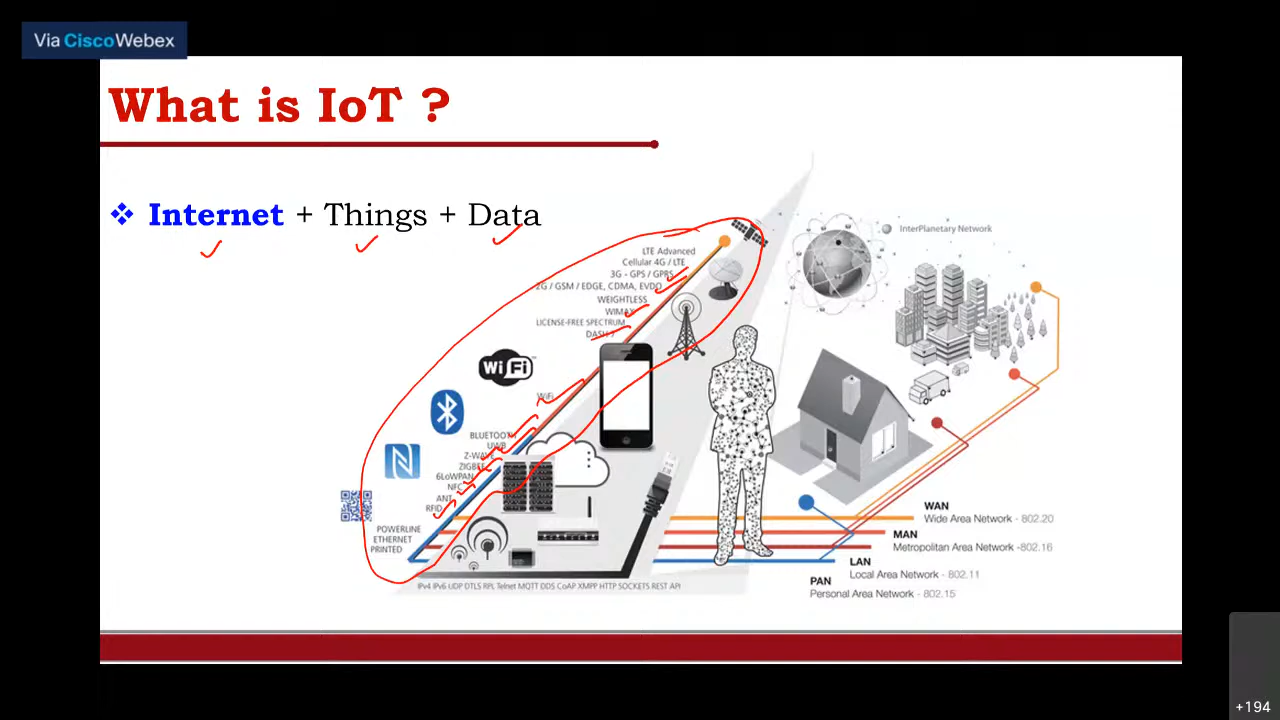 Via CiscoWebex
What is IoT ?
❖ Internet + Things + Data
InterPlanetary Network
LTE Advanced
Cellular 4G / LTE
3G - GPS / GPRS
2G / GSM / EDGE, CDMA, EVDO
WEIGHTLESS
WIMAX
LICENSE-FREE SPECTRUM
DASH 7
WiFi
WiFi
BLUETOOTH
UWB
Z-WAVE
ZIGBEE
6LoWPAN
NFC
ANT
RFID
POWERLINE
ETHERNET
PRINTED
IPv4 IPv6 UDP DTLS RPL Telnet MQTT DDS CoAP XMPP HTTP SOCKETS REST API
WAN
Wide Area Network - 802.20
MAN
Metropolitan Area Network -802.16
LAN
Local Area Network - 802.11
PAN
Personal Area Network - 802.15
+194